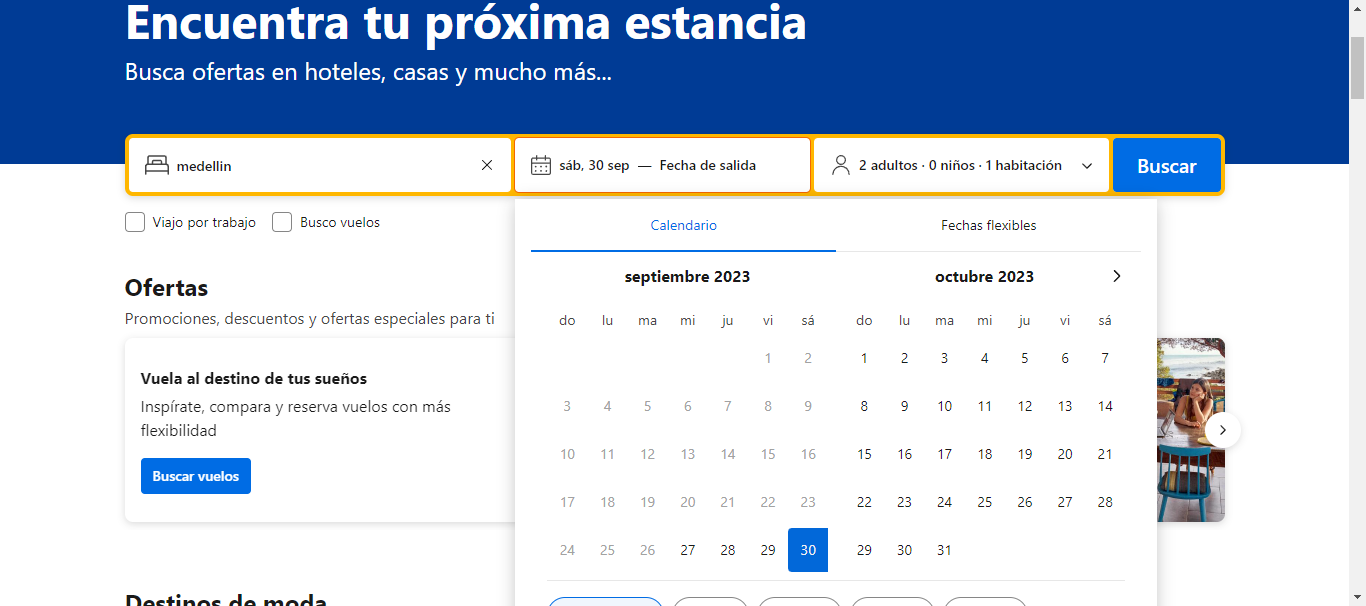 Encuentra tu próxima estancia
Busca ofertas en hoteles, casas y mucho más...
medellin
sáb, 30 sep — Fecha de salida
2 adultos · 0 niños · 1 habitación
Buscar
Viajo por trabajo
Busco vuelos
Calendario
Fechas flexibles
septiembre 2023
do lu ma mi ju vi sá
1 2
3 4 5 6 7 8 9
10 11 12 13 14 15 16
17 18 19 20 21 22 23
24 25 26 27 28 29 30
octubre 2023
do lu ma mi ju vi sá
1 2 3 4 5 6 7
8 9 10 11 12 13 14
15 16 17 18 19 20 21
22 23 24 25 26 27 28
29 30 31
Ofertas
Promociones, descuentos y ofertas especiales para ti
Vuela al destino de tus sueños
Inspírate, compara y reserva vuelos con más
flexibilidad
Buscar vuelos
Destinos de moda